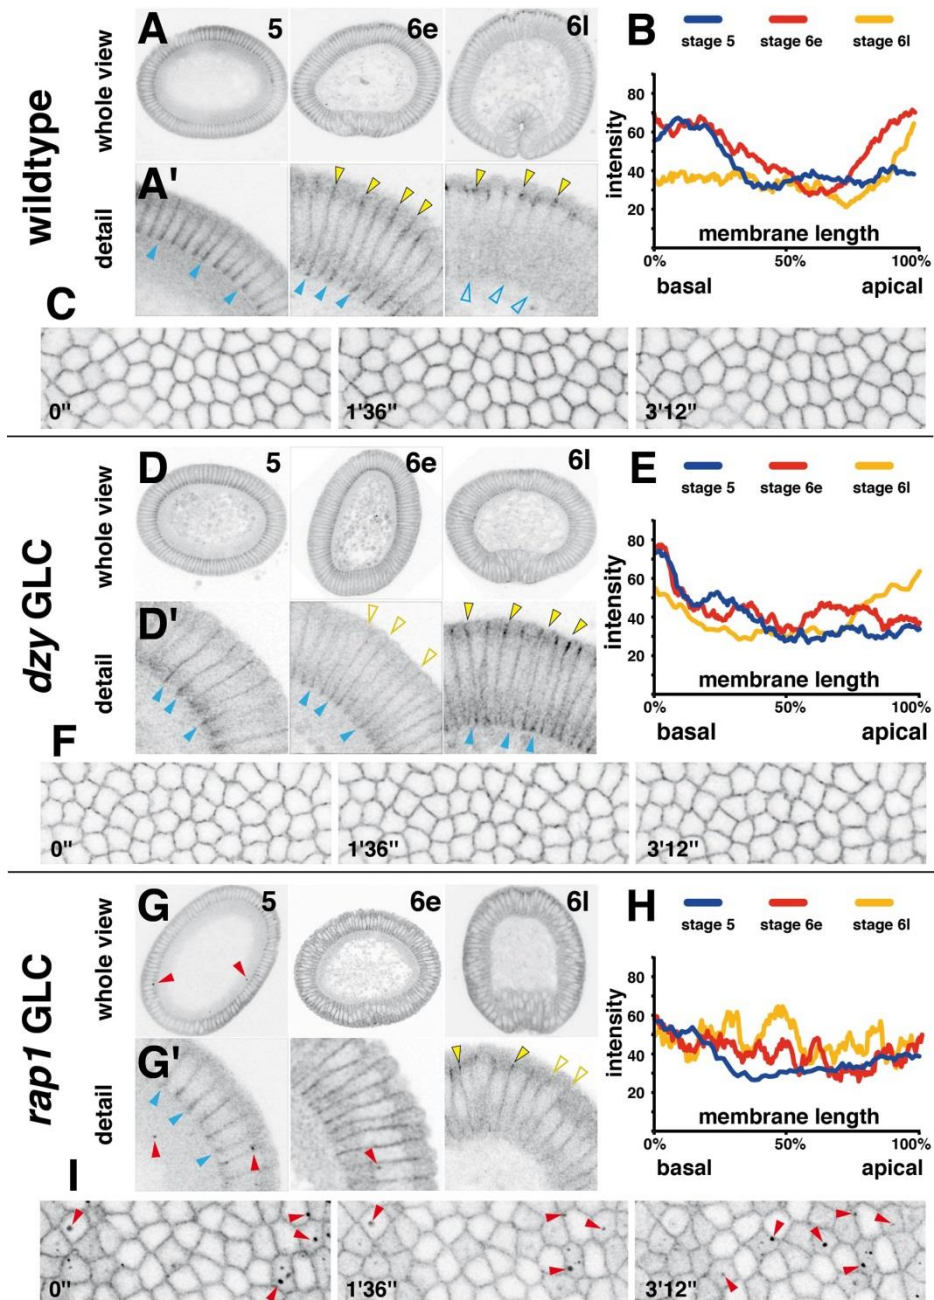 wildtype
A
whole view
5
6e
6l
A'
detail
B
stage 5
stage 6e
stage 6l
intensity
80
60
40
20
membrane length
0%
50%
100%
basal
apical
C
0"
1'36"
3'12"
dzy GLC
D
whole view
5
6e
6l
D'
detail
E
stage 5
stage 6e
stage 6l
intensity
80
60
40
20
membrane length
0%
50%
100%
basal
apical
F
0"
1'36"
3'12"
rap1 GLC
G
whole view
5
6e
6l
G'
detail
H
stage 5
stage 6e
stage 6l
intensity
80
60
40
20
membrane length
0%
50%
100%
basal
apical
I
0"
1'36"
3'12"